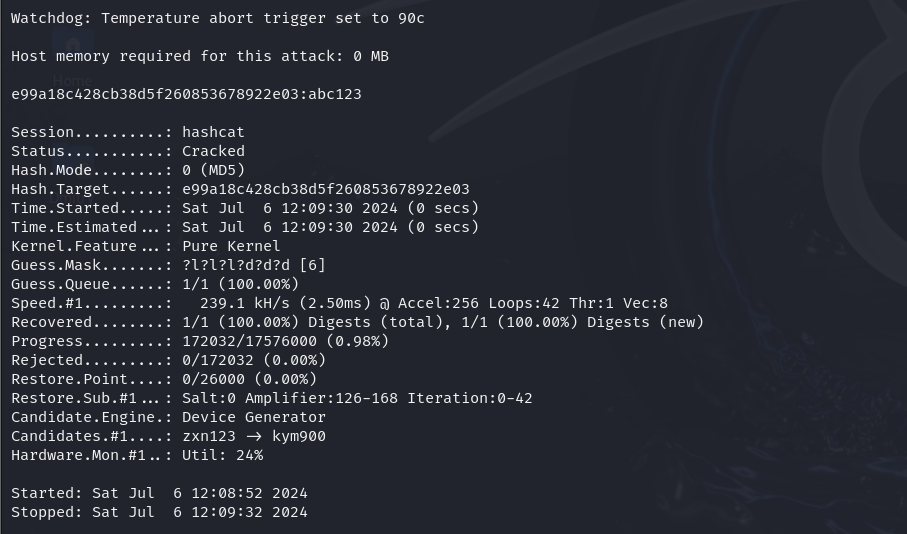 Watchdog: Temperature abort trigger set to 90c
Host memory required for this attack: 0 MB
e99a18c428cb38d5f260853678922e03:abc123
Session..........: hashcat
Status...........: Cracked
Hash.Mode........: 0 (MD5)
Hash.Target......: e99a18c428cb38d5f260853678922e03
Time.Started.....: Sat Jul  6 12:09:30 2024 (0 secs)
Time.Estimated...: Sat Jul  6 12:09:30 2024 (0 secs)
Kernel.Feature...: Pure Kernel
Guess.Mask.......: ?l?l?l?d?d?d [6]
Guess.Queue......: 1/1 (100.00%)
Speed.#1.........:   239.1 kH/s (2.50ms) @ Accel:256 Loops:42 Thr:1 Vec:8
Recovered........: 1/1 (100.00%) Digests (total), 1/1 (100.00%) Digests (new)
Progress.........: 172032/17576000 (0.98%)
Rejected.........: 0/172032 (0.00%)
Restore.Point....: 0/26000 (0.00%)
Restore.Sub.#1...: Salt:0 Amplifier:126-168 Iteration:0-42
Candidate.Engine.: Device Generator
Candidates.#1....: zxn123 -> kym900
Hardware.Mon.#1..: Util: 24%
Started: Sat Jul  6 12:08:52 2024
Stopped: Sat Jul  6 12:09:32 2024
Home